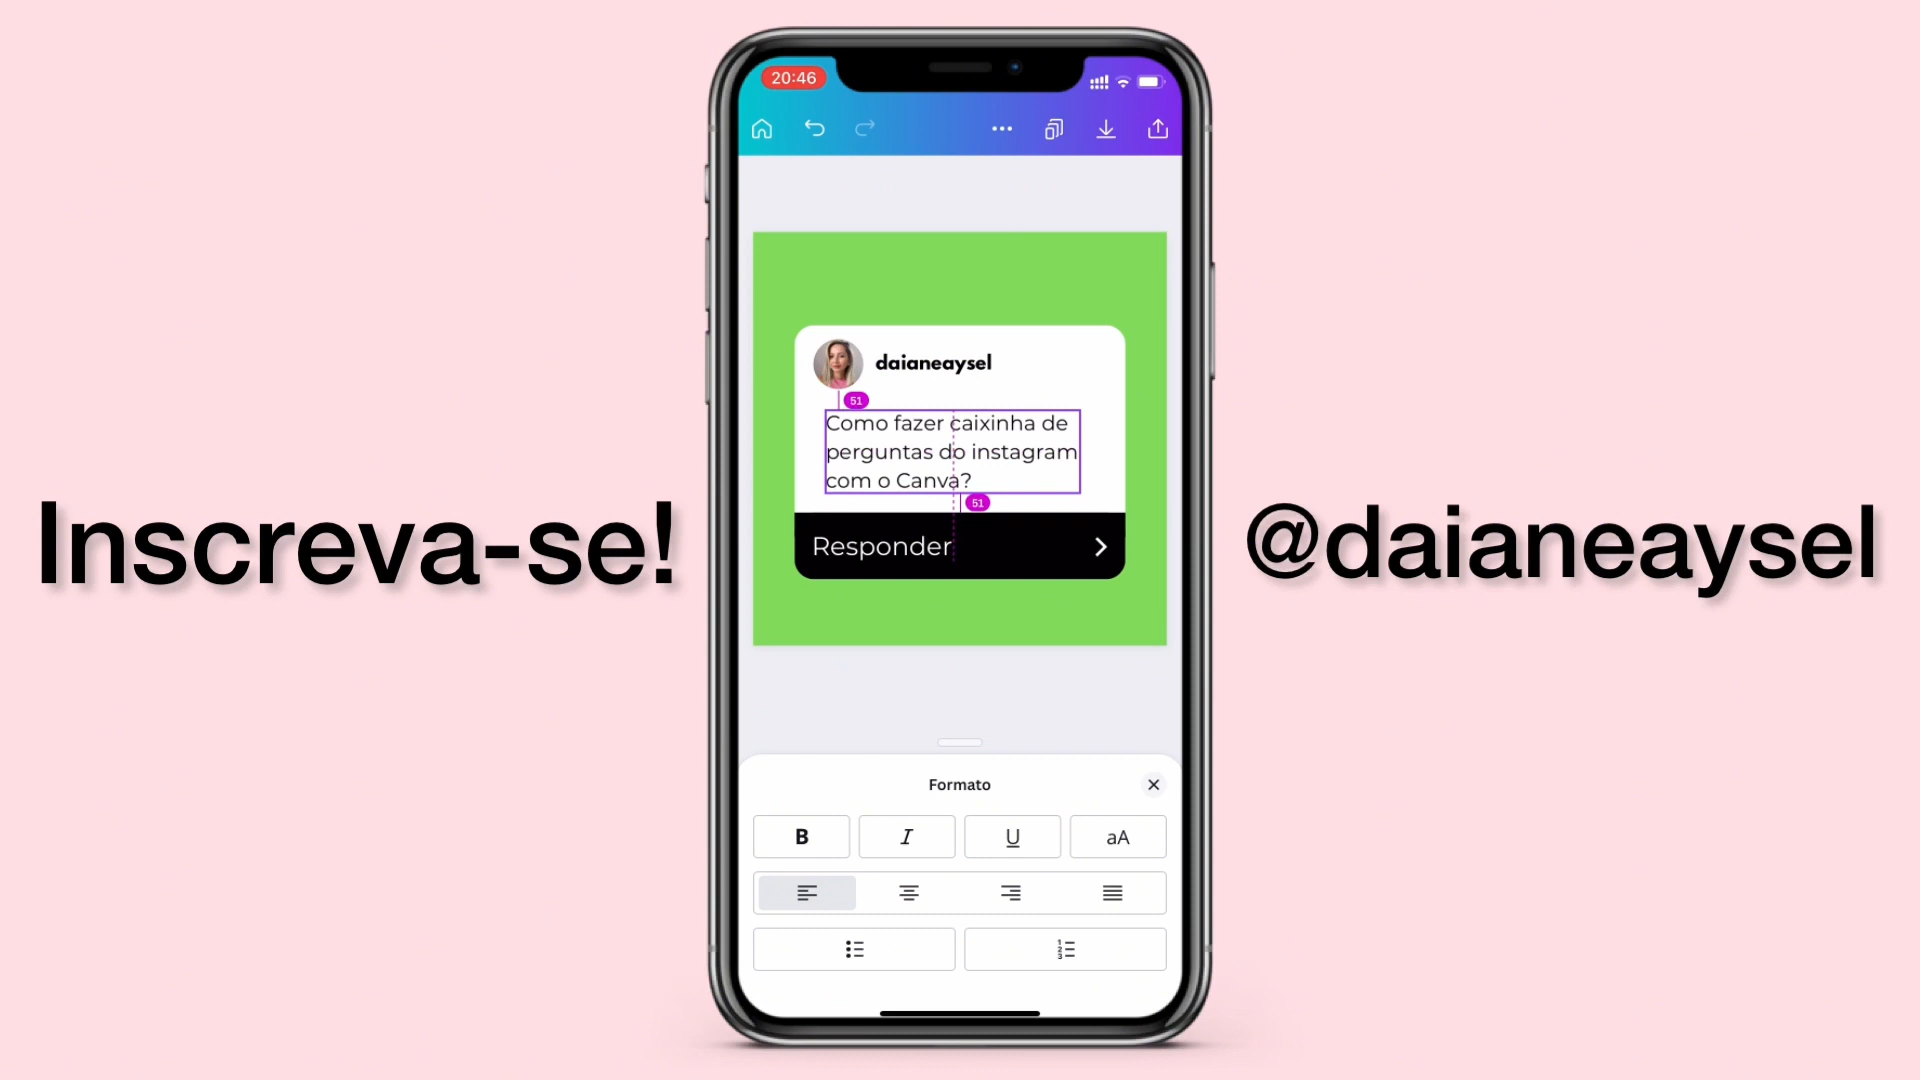 20:46
daianeaysel
51
Como fazer caixinha de
perguntas do instagram
com o Canva?
51
Responder
Inscreva-se!
@daianeaysel
Formato
B
I
U
aA